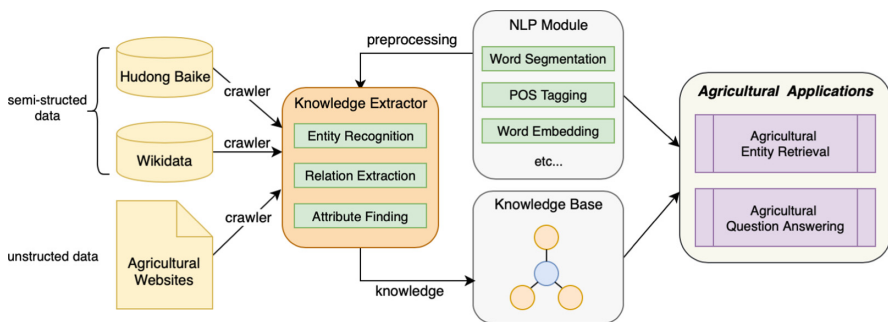 semi-structed
data
Hudong Baike
crawler
Wikidata
crawler
unstructed data
Agricultural
Websites
crawler
Knowledge Extractor
Entity Recognition
Relation Extraction
Attribute Finding
preprocessing
knowledge
NLP Module
Word Segmentation
POS Tagging
Word Embedding
etc...
Knowledge Base
Agricultural Applications
Agricultural
Entity Retrieval
Agricultural
Question Answering